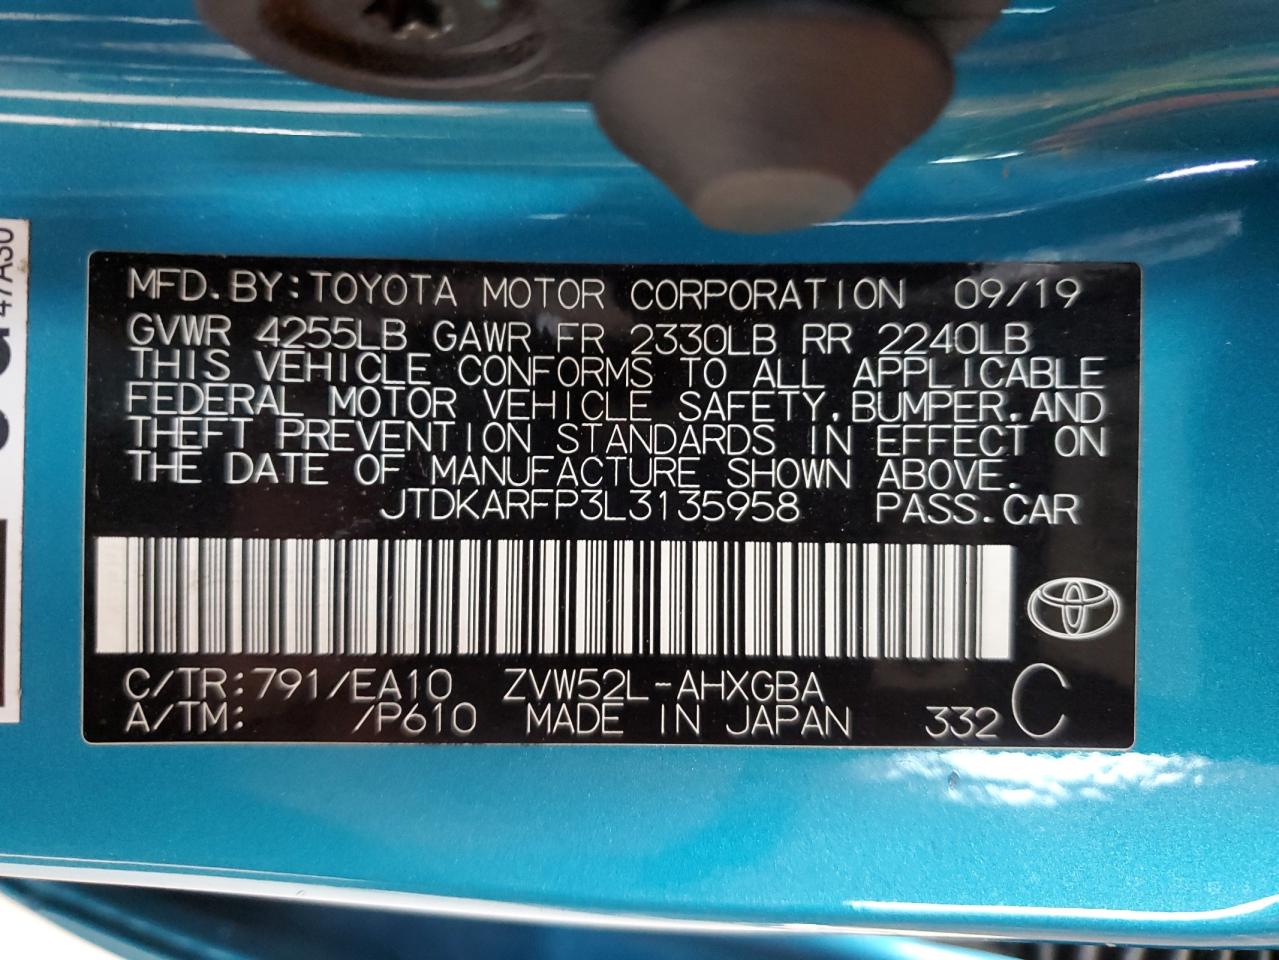 MFD.BY:TOYOTA MOTOR CORPORATION 09/19
GVWR 4255LB GAWR FR 2330LB RR 2240LB
THIS VEHICLE CONFORMS TO ALL APPLICABLE
FEDERAL MOTOR VEHICLE SAFETY,BUMPER,AND
THEFT PREVENTION STANDARDS IN EFFECT ON
THE DATE OF MANUFACTURE SHOWN ABOVE.
JTDKARFP3L3135958 PASS.CAR
C/TR:791/EA10 ZVW52L-AHXGBA C
A/TM: /P610 MADE IN JAPAN 332
47A30